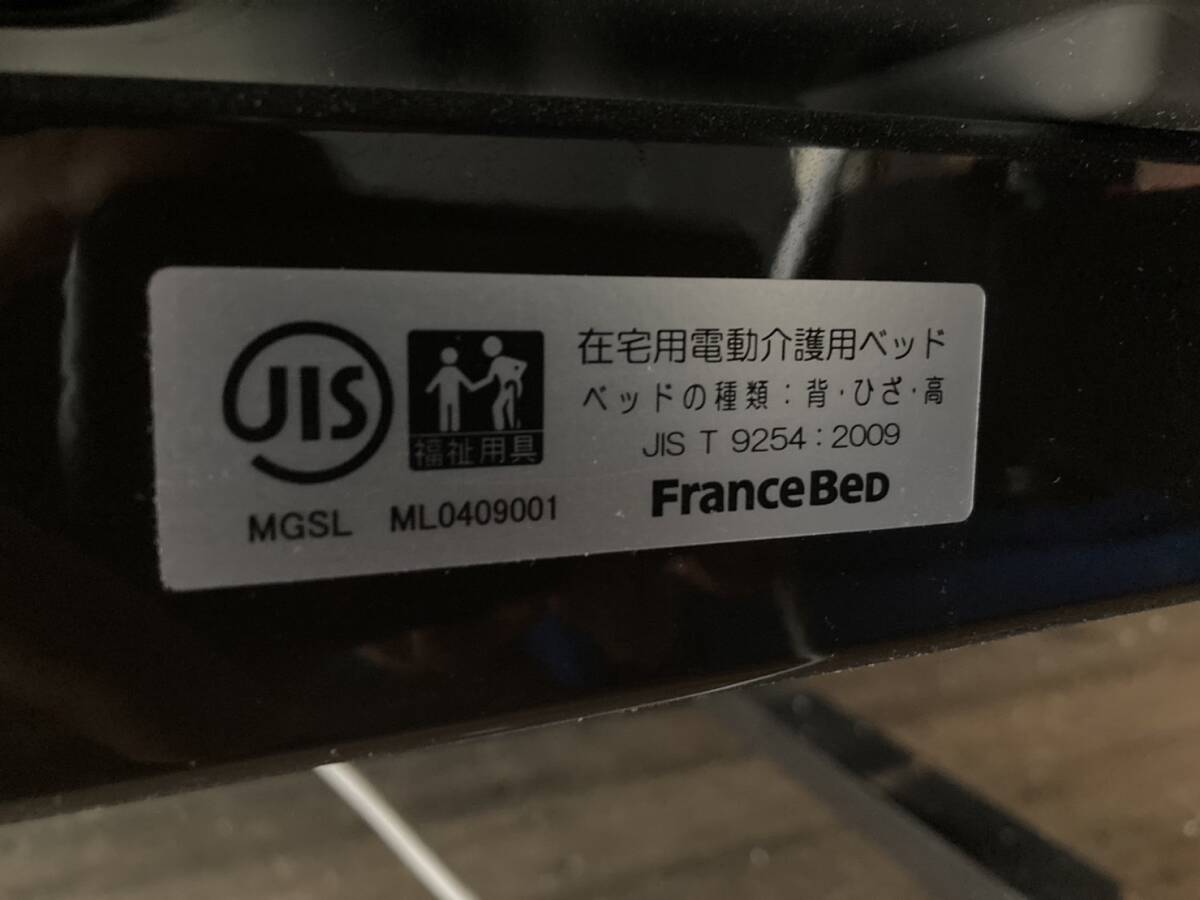 JIS
福祉用具
MGSL ML0409001
在宅用電動介護用ベッド
ベッドの種類：背・ひざ・高
JIS T 9254：2009
FranceBeD